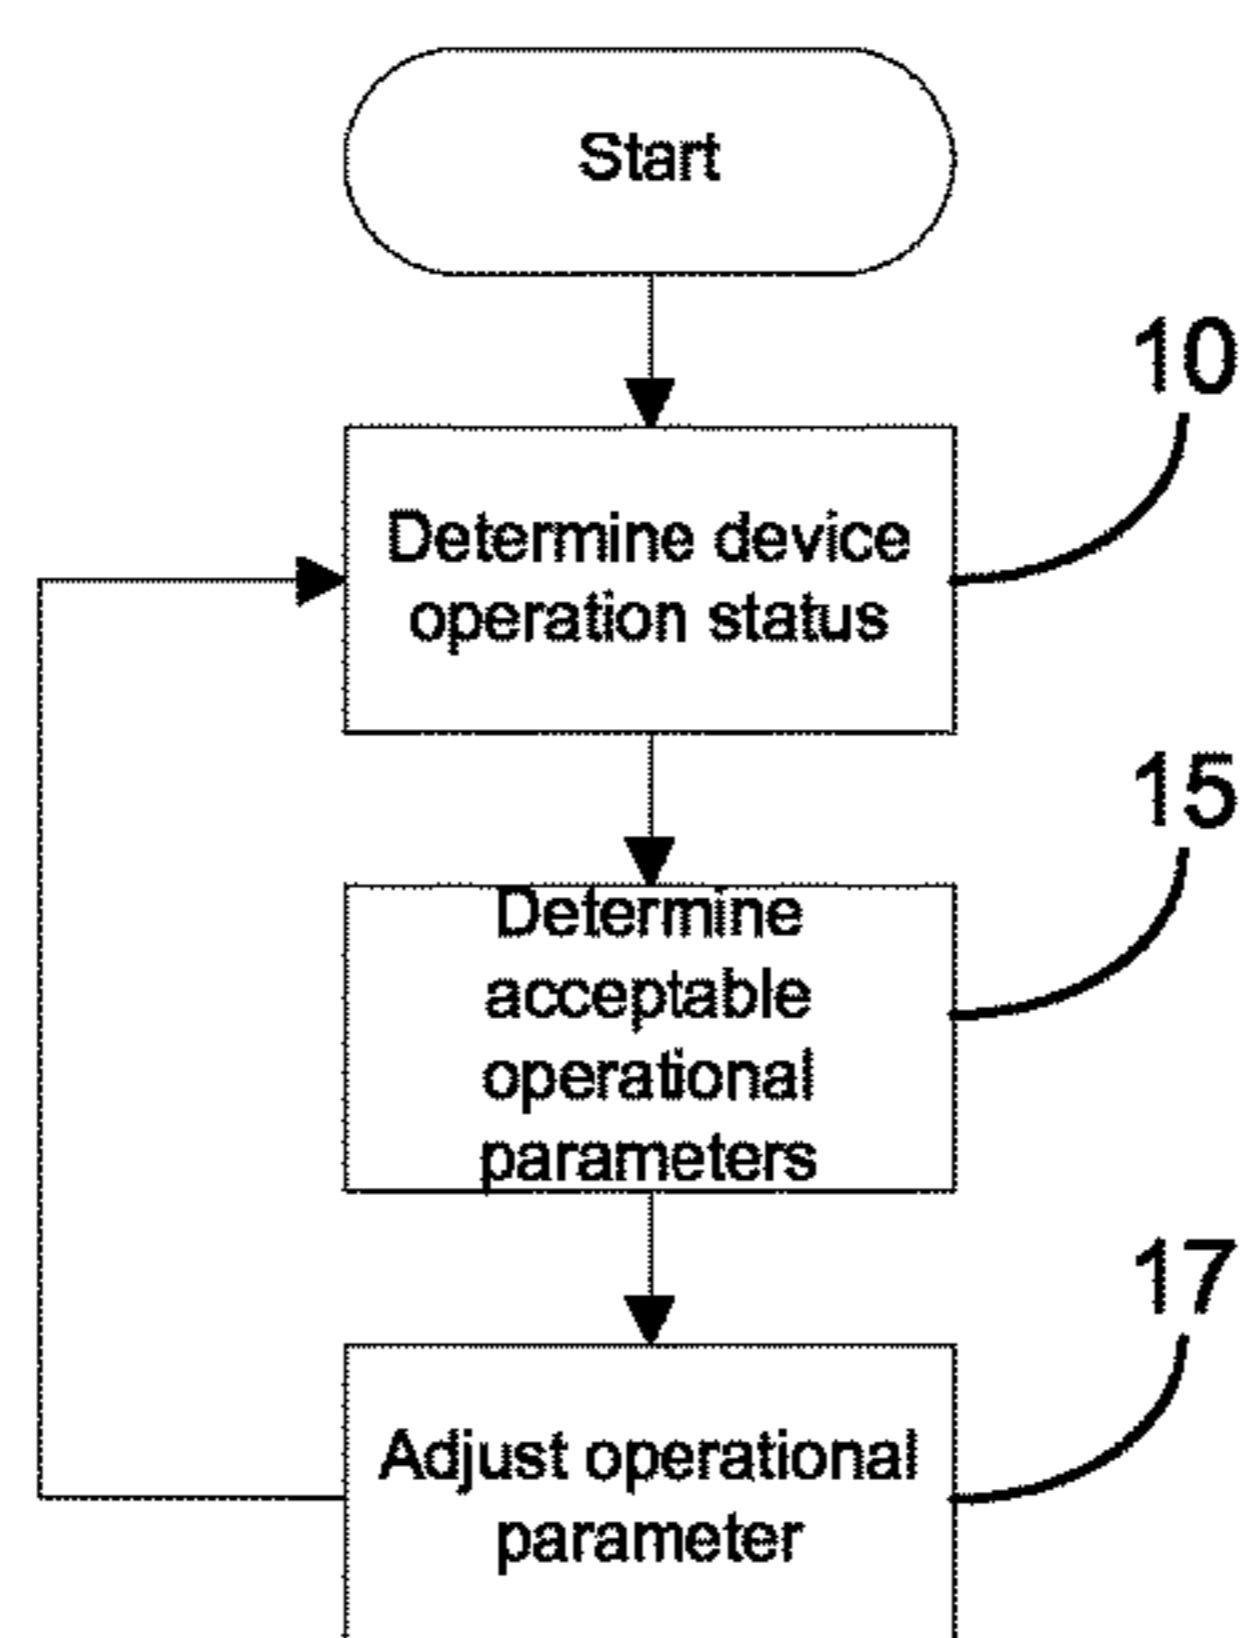 Start
10
Determine device
operation status
15
Determine
acceptable
operational
parameters
17
Adjust operational
parameter